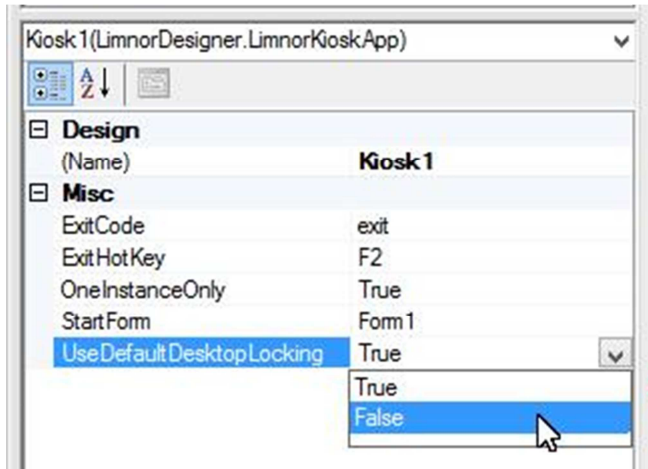 Kiosk1(LimnorDesigner.LimnorKioskApp)
A
Z
Design
(Name) Kiosk1
Misc
ExitCode exit
ExitHotKey F2
OneInstanceOnly True
StartForm Form1
UseDefaultDesktopLocking True
True
False